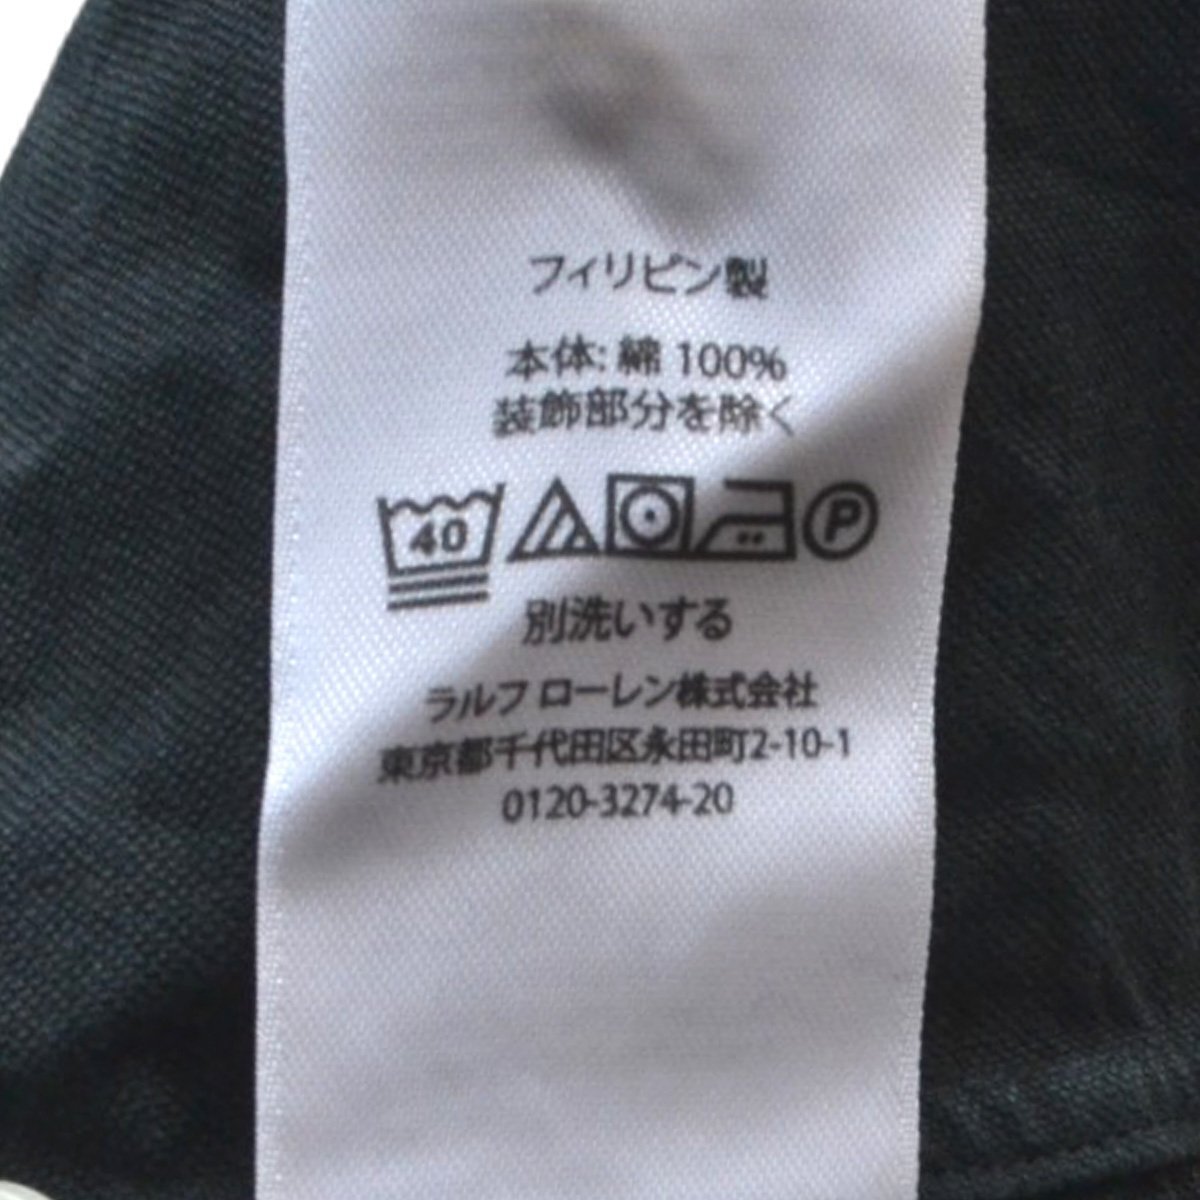 フィリピン製
本体: 綿 100%
装飾部分を除く
40 P
別洗いする
ラルフ ローレン株式会社
東京都千代田区永田町2-10-1
0120-3274-20